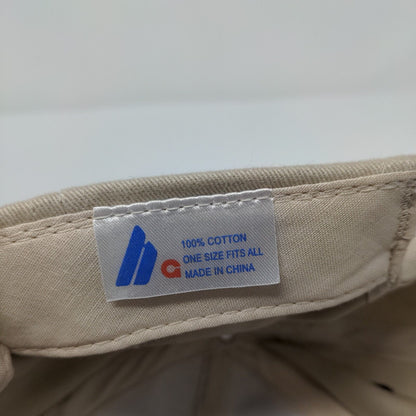 100% COTTON
ONE SIZE FITS ALL
MADE IN CHINA